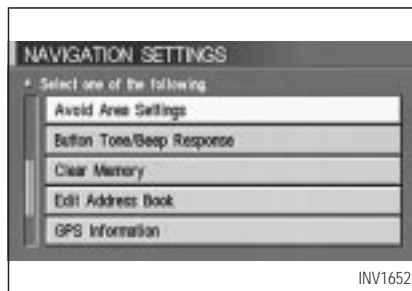 NAVIGATION SETTINGS
Select one of the following
Avoid Area Settings
Button Tone/Beep Response
Clear Memory
Edit Address Book
GPS Information
INV1652